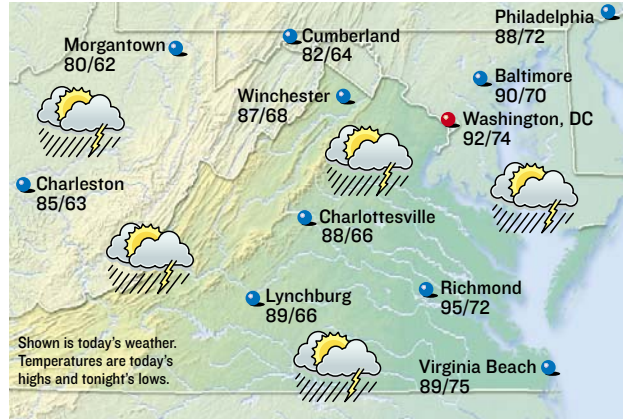 Philadelphia
88/72
Morgantown
80/62
Cumberland
82/64
Baltimore
90/70
Winchester
87/68
Washington, DC
92/74
Charleston
85/63
Charlottesville
88/66
Lynchburg
89/66
Richmond
95/72
Shown is today's weather.
Temperatures are today's
highs and tonight's lows.
Virginia Beach
89/75